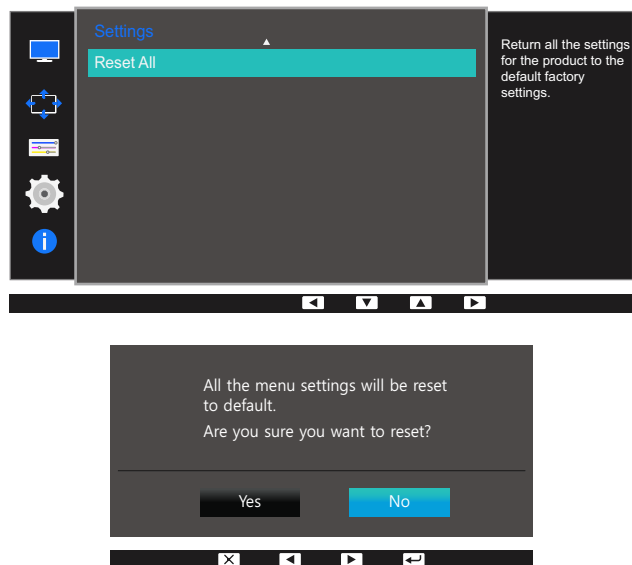 Settings
Reset All
Return all the settings
for the product to the
default factory
settings.
All the menu settings will be reset
to default.
Are you sure you want to reset?
Yes
No